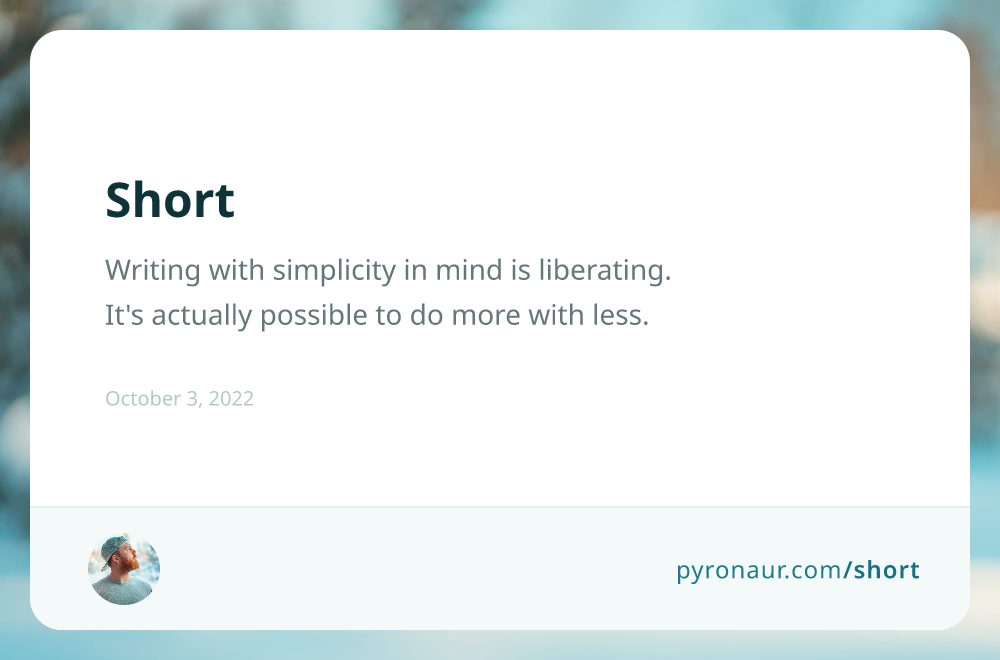 Short
Writing with simplicity in mind is liberating.
It's actually possible to do more with less.
October 3, 2022
pyronaur.com/short